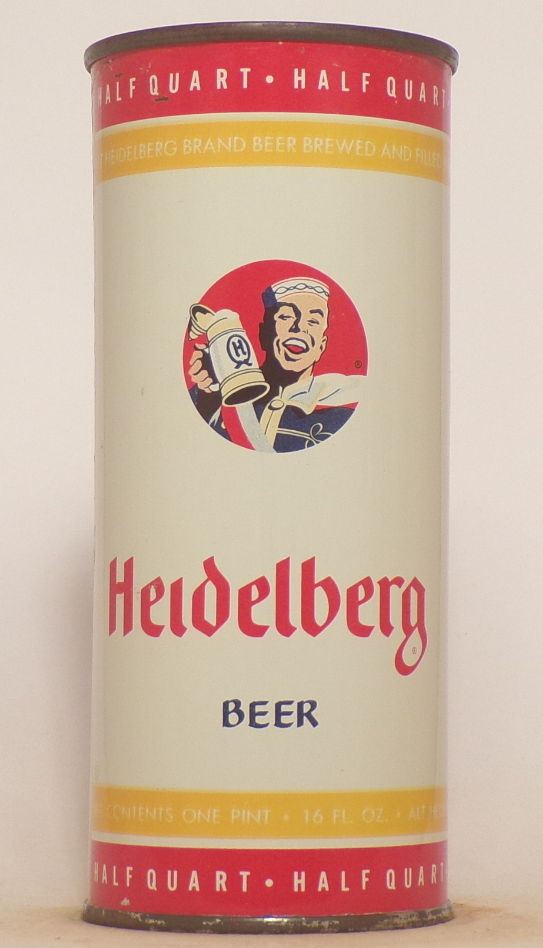 HALF QUART • HALF QUART
HEIDELBERG BRAND BEER BREWED AND FILLED
H
®
Heidelberg
®
BEER
CONTENTS ONE PINT • 16 FL. OZ. • ALT
HALF QUART • HALF QUART